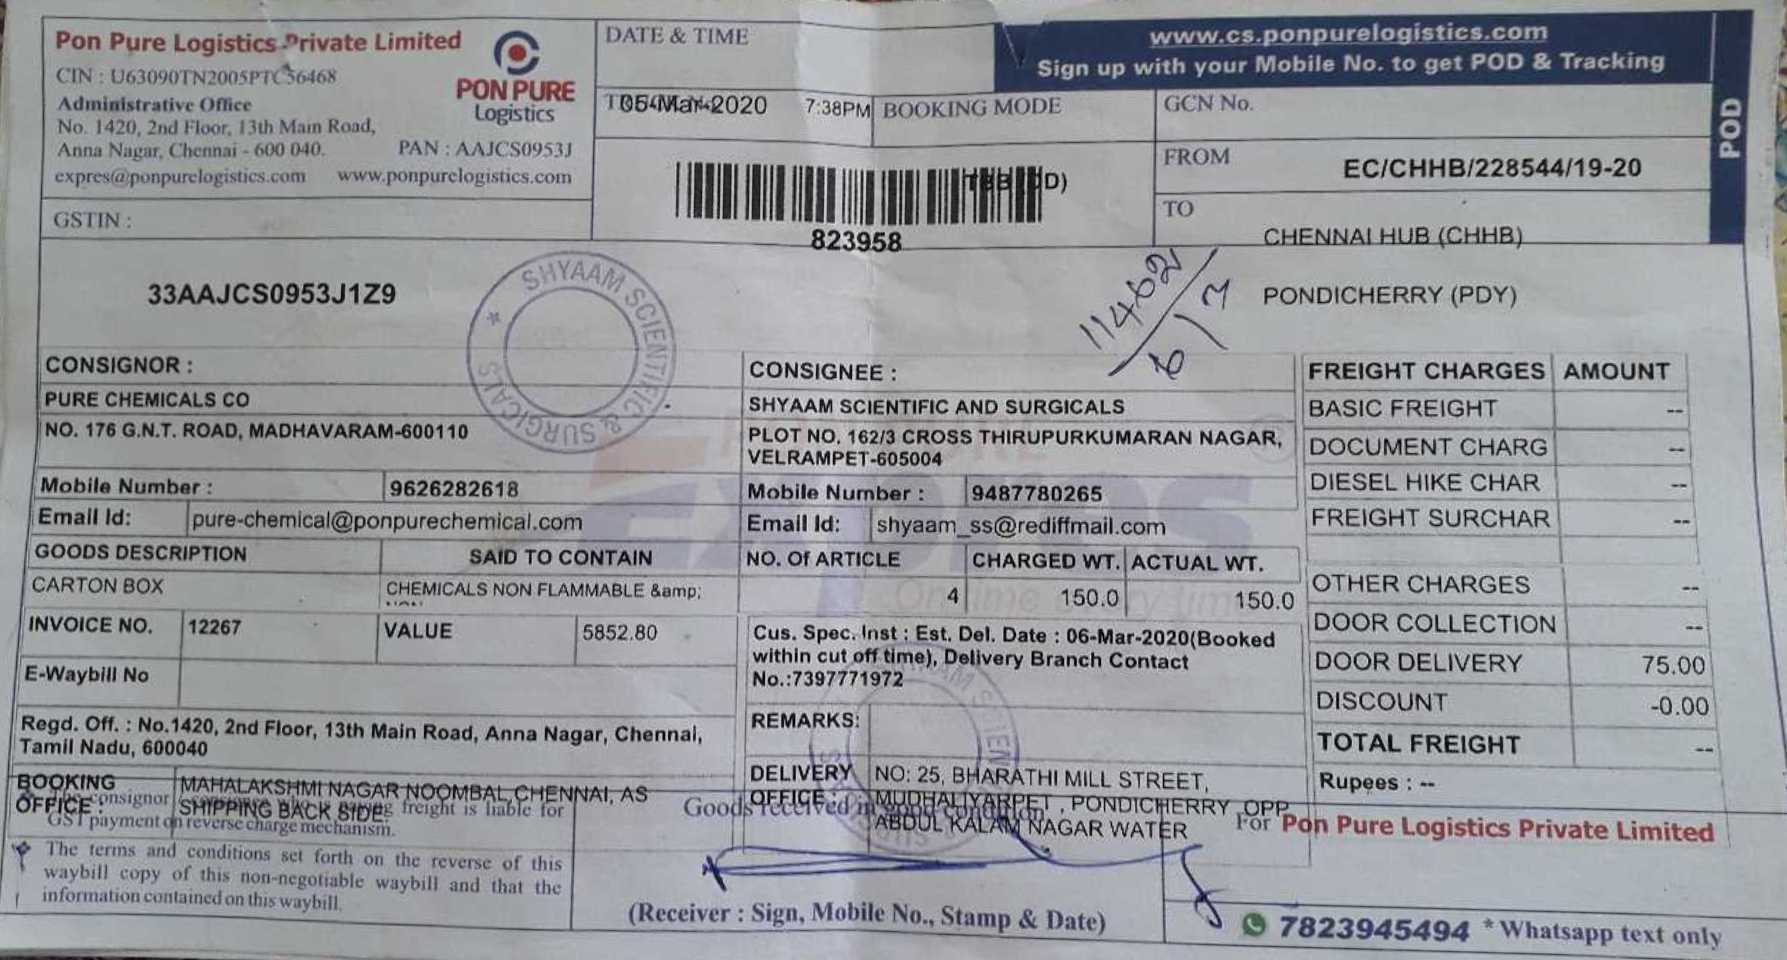 Pon Pure Logistics Private Limited
CIN : U63090TN2005PTC56468
Administrative Office
No. 1420, 2nd Floor, 13th Main Road,
Anna Nagar, Chennai - 600 040.
PAN : AAJCS0953J
expres@ponpurelogistics.com www.ponpurelogistics.com
PON PURE
Logistics
GSTIN :
33AAJCS0953J1Z9
DATE & TIME
05-Mar-2020 7:38PM
BOOKING MODE
823958
www.cs.ponpurelogistics.com
Sign up with your Mobile No. to get POD & Tracking
POD
GCN No.
FROM
EC/CHHB/228544/19-20
TO
CHENNAI HUB (CHHB)
PONDICHERRY (PDY)
11462
6/3
SHYAAM SCIENTIFIC & SURGICALS
CONSIGNOR :
PURE CHEMICALS CO
NO. 176 G.N.T. ROAD, MADHAVARAM-600110
Mobile Number : 9626282618
Email Id: pure-chemical@ponpurechemical.com
CONSIGNEE :
SHYAAM SCIENTIFIC AND SURGICALS
PLOT NO. 162/3 CROSS THIRUPURKUMARAN NAGAR,
VELRAMPET-605004
Mobile Number : 9487780265
Email Id: shyaam_ss@rediffmail.com
FREIGHT CHARGES AMOUNT
BASIC FREIGHT --
DOCUMENT CHARG --
DIESEL HIKE CHAR --
FREIGHT SURCHAR --
OTHER CHARGES --
DOOR COLLECTION --
DOOR DELIVERY 75.00
DISCOUNT -0.00
TOTAL FREIGHT --
Rupees : --
GOODS DESCRIPTION SAID TO CONTAIN NO. Of ARTICLE CHARGED WT. ACTUAL WT.
CARTON BOX CHEMICALS NON FLAMMABLE &amp; 4 150.0 150.0
INVOICE NO. 12267 VALUE 5852.80
E-Waybill No
Cus. Spec. Inst : Est. Del. Date : 06-Mar-2020(Booked
within cut off time), Delivery Branch Contact
No.:7397771972
REMARKS:
Regd. Off. : No.1420, 2nd Floor, 13th Main Road, Anna Nagar, Chennai,
Tamil Nadu, 600040
BOOKING OFFICE :
MAHALAKSHMI NAGAR NOOMBAL,CHENNAI, AS
SHIPPING BACK SIDE
DELIVERY OFFICE :
NO: 25, BHARATHI MILL STREET,
MUDHALIYARPET , PONDICHERRY ,OPP
ABDUL KALAM NAGAR WATER
consignor freight is liable for
GST payment on reverse charge mechanism.
The terms and conditions set forth on the reverse of this
waybill copy of this non-negotiable waybill and that the
information contained on this waybill.
Goods received in good condition
(Receiver : Sign, Mobile No., Stamp & Date)
For Pon Pure Logistics Private Limited
7823945494 * Whatsapp text only